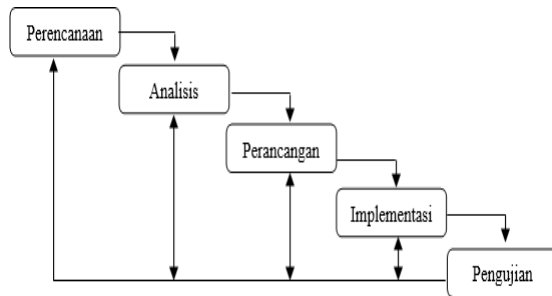 Perencanaan
Analisis
Perancangan
Implementasi
Pengujian